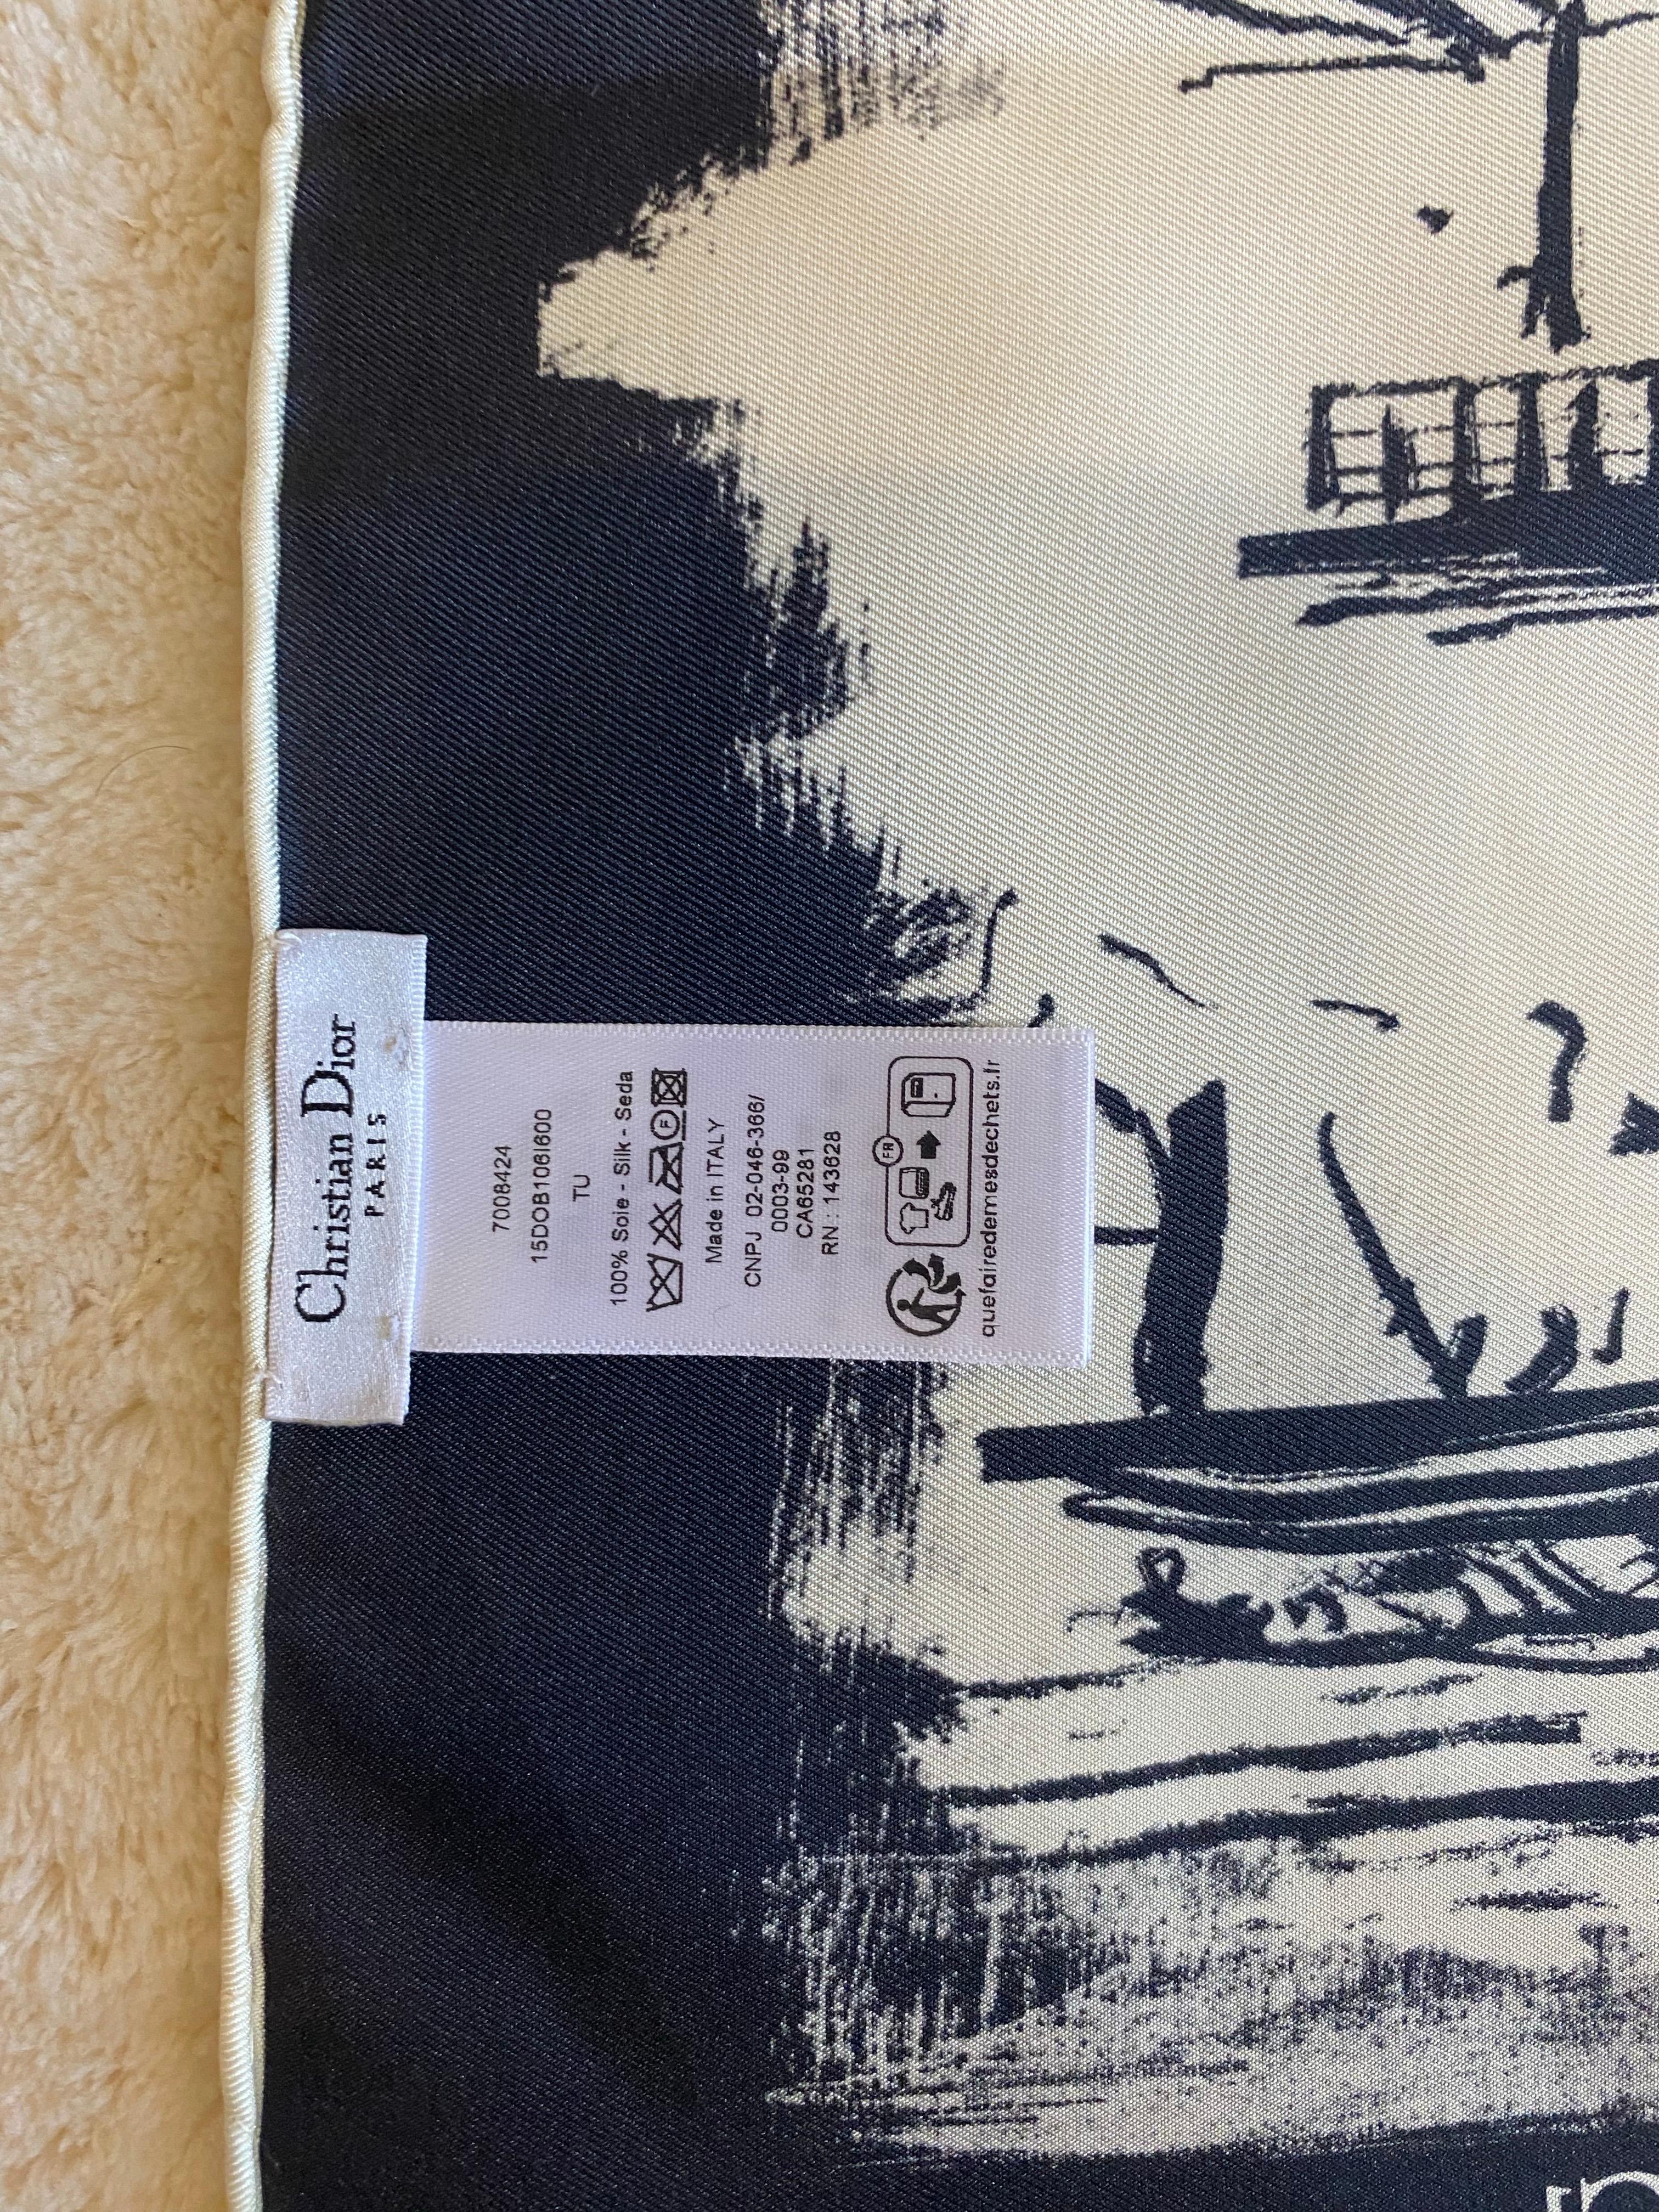 Christian Dior
PARIS
7008424
15DOB106I600
TU
100% Soie - Silk - Seda
F
Made in ITALY
CNPJ 02-046-366/
0003-99
CA65281
RN : 143628
FR
quefairedemesdechets.fr